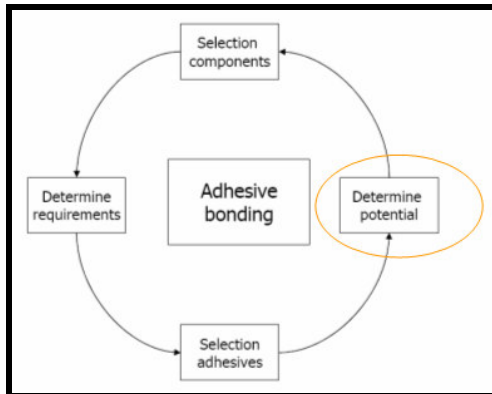 Selection
components
Determine
requirements
Adhesive
bonding
Determine
potential
Selection
adhesives